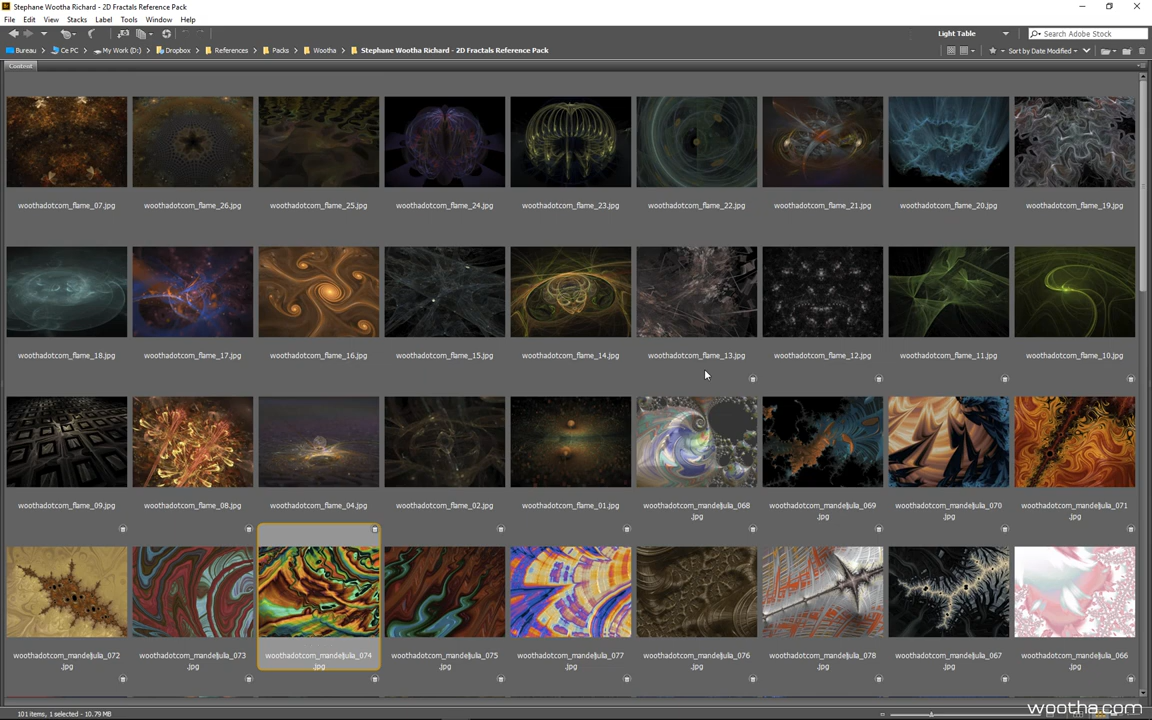 Stephane Wootha Richard - 2D Fractals Reference Pack
File Edit View Stacks Label Tools Window Help
Light Table
Search Adobe Stock
Bureau Ce PC My Work (D:) Dropbox References Packs Wootha Stephane Wootha Richard - 2D Fractals Reference Pack
Sort by Date Modified
Content
woothadotcom_flame_07.jpg woothadotcom_flame_26.jpg woothadotcom_flame_25.jpg woothadotcom_flame_24.jpg woothadotcom_flame_23.jpg woothadotcom_flame_22.jpg woothadotcom_flame_21.jpg woothadotcom_flame_20.jpg woothadotcom_flame_19.jpg
woothadotcom_flame_18.jpg woothadotcom_flame_17.jpg woothadotcom_flame_16.jpg woothadotcom_flame_15.jpg woothadotcom_flame_14.jpg woothadotcom_flame_13.jpg woothadotcom_flame_12.jpg woothadotcom_flame_11.jpg woothadotcom_flame_10.jpg
woothadotcom_flame_09.jpg woothadotcom_flame_08.jpg woothadotcom_flame_04.jpg woothadotcom_flame_02.jpg woothadotcom_flame_01.jpg woothadotcom_mandeljulia_068 woothadotcom_mandeljulia_069 woothadotcom_mandeljulia_070 woothadotcom_mandeljulia_071
.jpg .jpg .jpg .jpg
woothadotcom_mandeljulia_072 woothadotcom_mandeljulia_073 woothadotcom_mandeljulia_074 woothadotcom_mandeljulia_075 woothadotcom_mandeljulia_077 woothadotcom_mandeljulia_076 woothadotcom_mandeljulia_078 woothadotcom_mandeljulia_067 woothadotcom_mandeljulia_066
.jpg .jpg .jpg .jpg .jpg .jpg .jpg .jpg .jpg
101 items, 1 selected - 10.79 MB
wootha.com